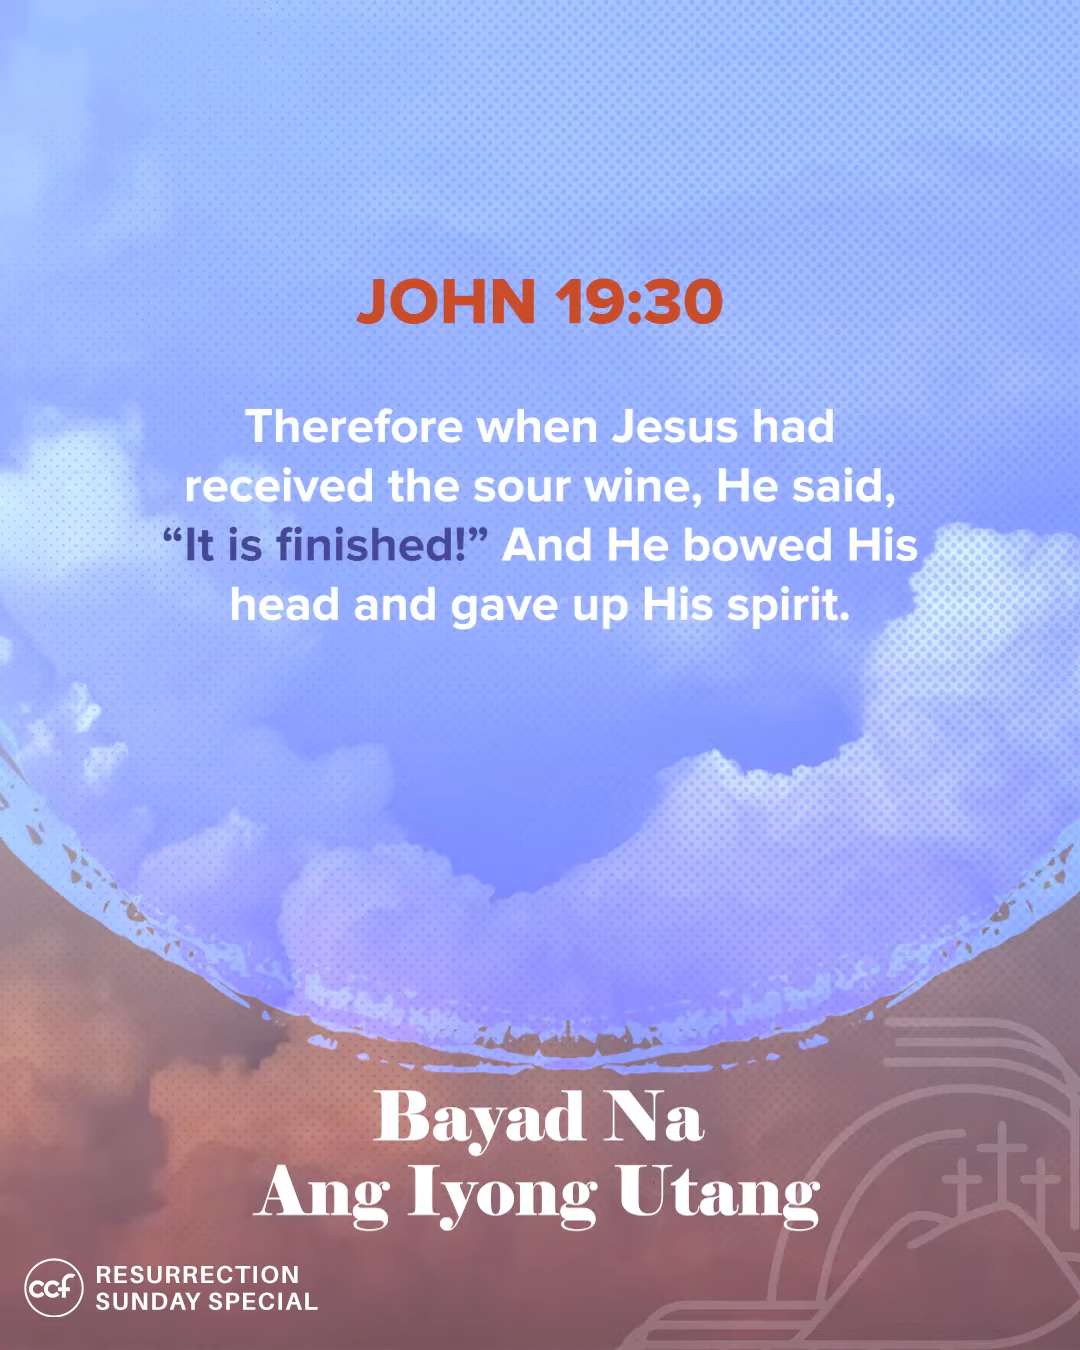 JOHN 19:30
Therefore when Jesus had
received the sour wine, He said,
“It is finished!” And He bowed His
head and gave up His spirit.
Bayad Na
Ang Iyong Utang
ccf
RESURRECTION
SUNDAY SPECIAL